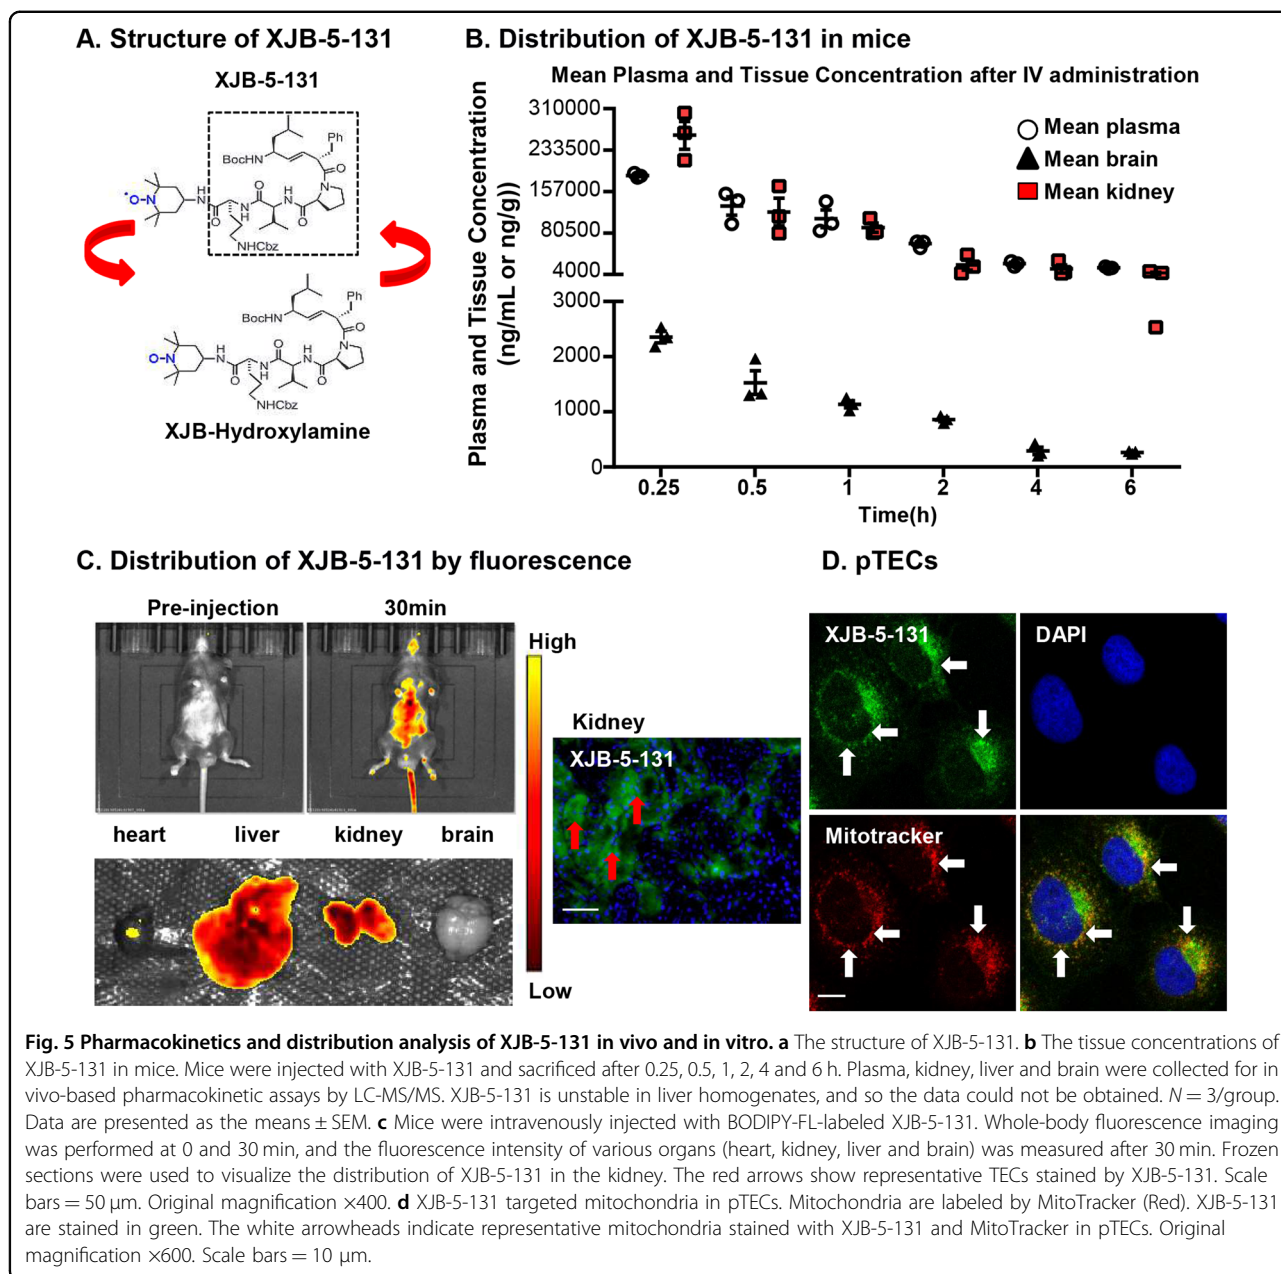 A. Structure of XJB-5-131
XJB-5-131
BocHN
Ph
O
N
O-N
HN
O
H
N
O
N
H
O
NHCbz
BocHN
Ph
O
N
O-N
HN
O
H
N
O
N
H
O
NHCbz
XJB-Hydroxylamine
B. Distribution of XJB-5-131 in mice
Mean Plasma and Tissue Concentration after IV administration
Plasma and Tissue Concentration
(ng/mL or ng/g))
310000
233500
157000
80500
4000
3000
2000
1000
0
Mean plasma
Mean brain
Mean kidney
0.25 0.5 1 2 4 6
Time(h)
C. Distribution of XJB-5-131 by fluorescence
Pre-injection 30min
heart liver kidney brain
High
Low
Kidney
XJB-5-131
D. pTECs
XJB-5-131 DAPI
Mitotracker
Fig. 5 Pharmacokinetics and distribution analysis of XJB-5-131 in vivo and in vitro. a The structure of XJB-5-131. b The tissue concentrations of
XJB-5-131 in mice. Mice were injected with XJB-5-131 and sacrificed after 0.25, 0.5, 1, 2, 4 and 6 h. Plasma, kidney, liver and brain were collected for in
vivo-based pharmacokinetic assays by LC-MS/MS. XJB-5-131 is unstable in liver homogenates, and so the data could not be obtained. N = 3/group.
Data are presented as the means ± SEM. c Mice were intravenously injected with BODIPY-FL-labeled XJB-5-131. Whole-body fluorescence imaging
was performed at 0 and 30 min, and the fluorescence intensity of various organs (heart, kidney, liver and brain) was measured after 30 min. Frozen
sections were used to visualize the distribution of XJB-5-131 in the kidney. The red arrows show representative TECs stained by XJB-5-131. Scale
bars = 50 μm. Original magnification ×400. d XJB-5-131 targeted mitochondria in pTECs. Mitochondria are labeled by MitoTracker (Red). XJB-5-131
are stained in green. The white arrowheads indicate representative mitochondria stained with XJB-5-131 and MitoTracker in pTECs. Original
magnification ×600. Scale bars = 10 μm.